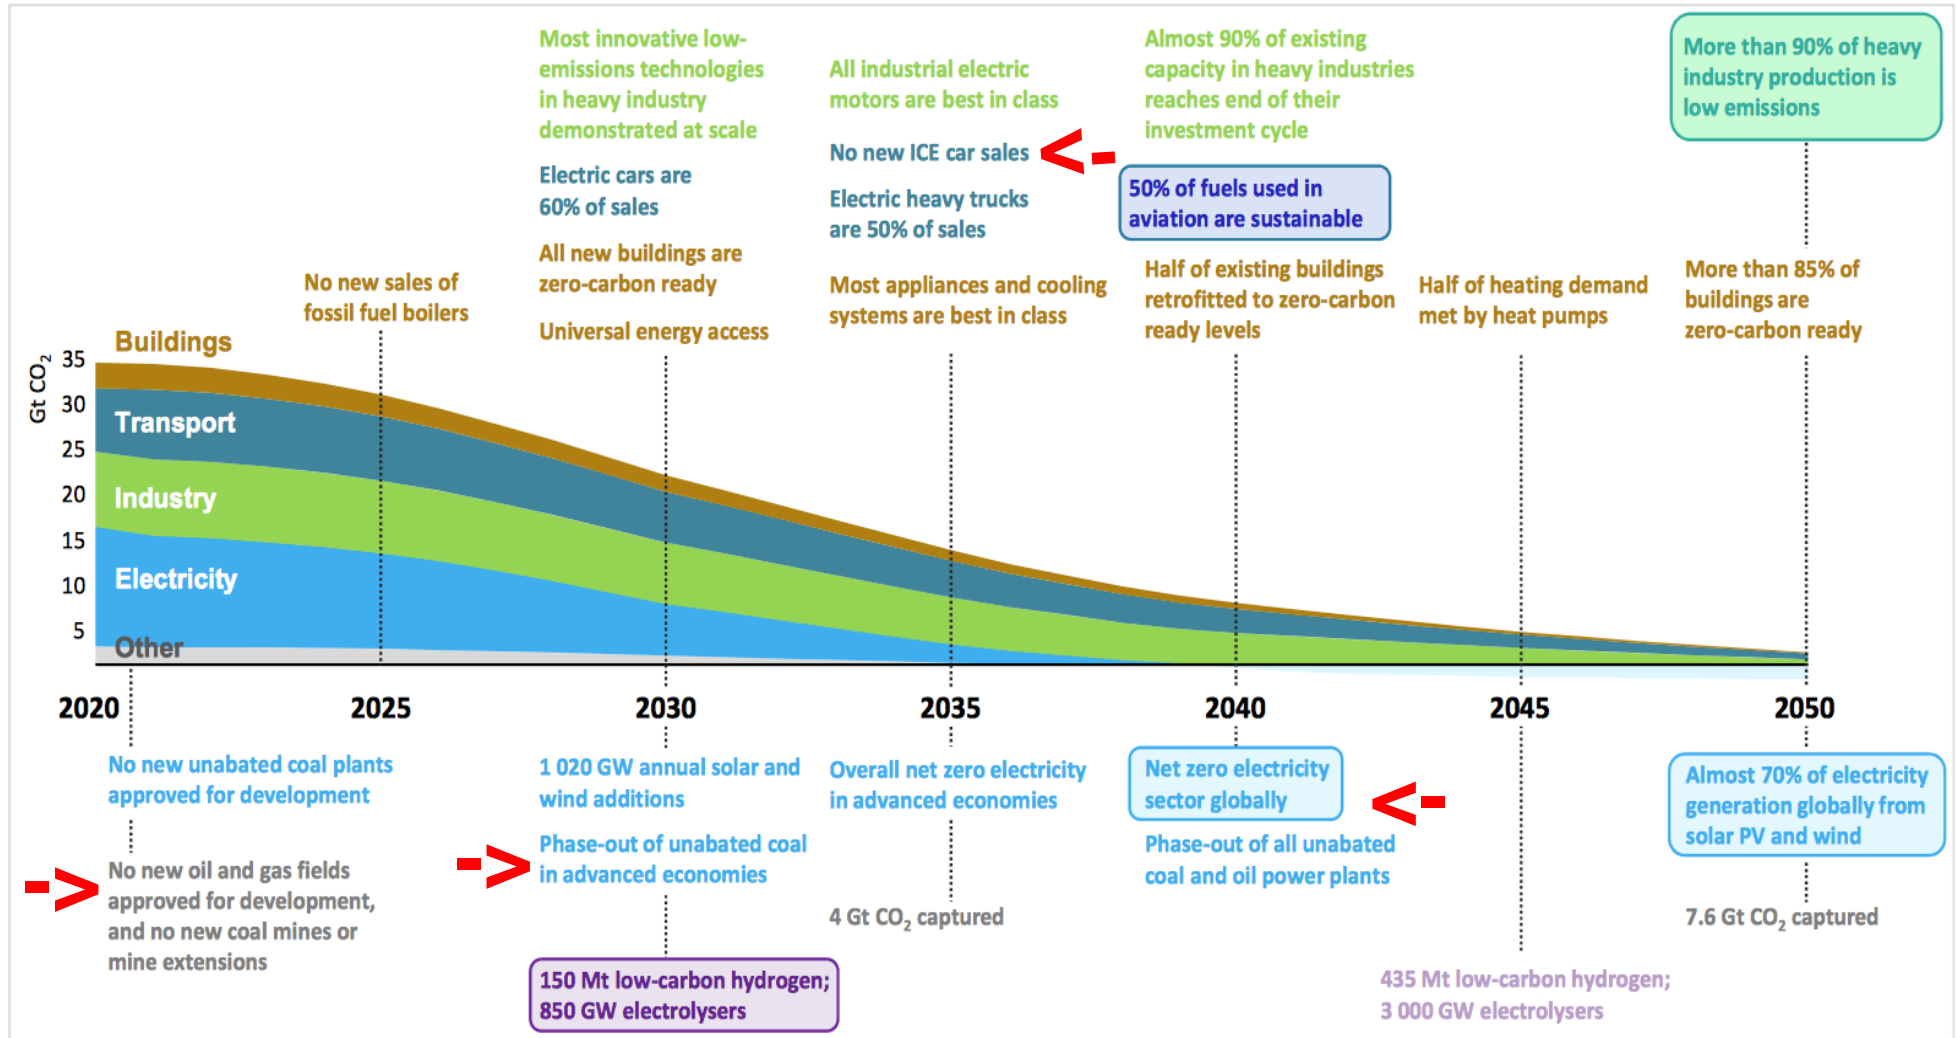 Most innovative low-
emissions technologies
in heavy industry
demonstrated at scale
Electric cars are
60% of sales
All new buildings are
zero-carbon ready
Universal energy access
All industrial electric
motors are best in class
No new ICE car sales
Electric heavy trucks
are 50% of sales
Most appliances and cooling
systems are best in class
Almost 90% of existing
capacity in heavy industries
reaches end of their
investment cycle
50% of fuels used in
aviation are sustainable
Half of existing buildings
retrofitted to zero-carbon
ready levels
Half of heating demand
met by heat pumps
More than 90% of heavy
industry production is
low emissions
More than 85% of
buildings are
zero-carbon ready
No new sales of
fossil fuel boilers
Gt CO₂
35
30
25
20
15
10
5
Buildings
Transport
Industry
Electricity
Other
2020
2025
2030
2035
2040
2045
2050
No new unabated coal plants
approved for development
No new oil and gas fields
approved for development,
and no new coal mines or
mine extensions
1 020 GW annual solar and
wind additions
Phase-out of unabated coal
in advanced economies
150 Mt low-carbon hydrogen;
850 GW electrolysers
Overall net zero electricity
in advanced economies
4 Gt CO₂ captured
Net zero electricity
sector globally
Phase-out of all unabated
coal and oil power plants
435 Mt low-carbon hydrogen;
3 000 GW electrolysers
Almost 70% of electricity
generation globally from
solar PV and wind
7.6 Gt CO₂ captured